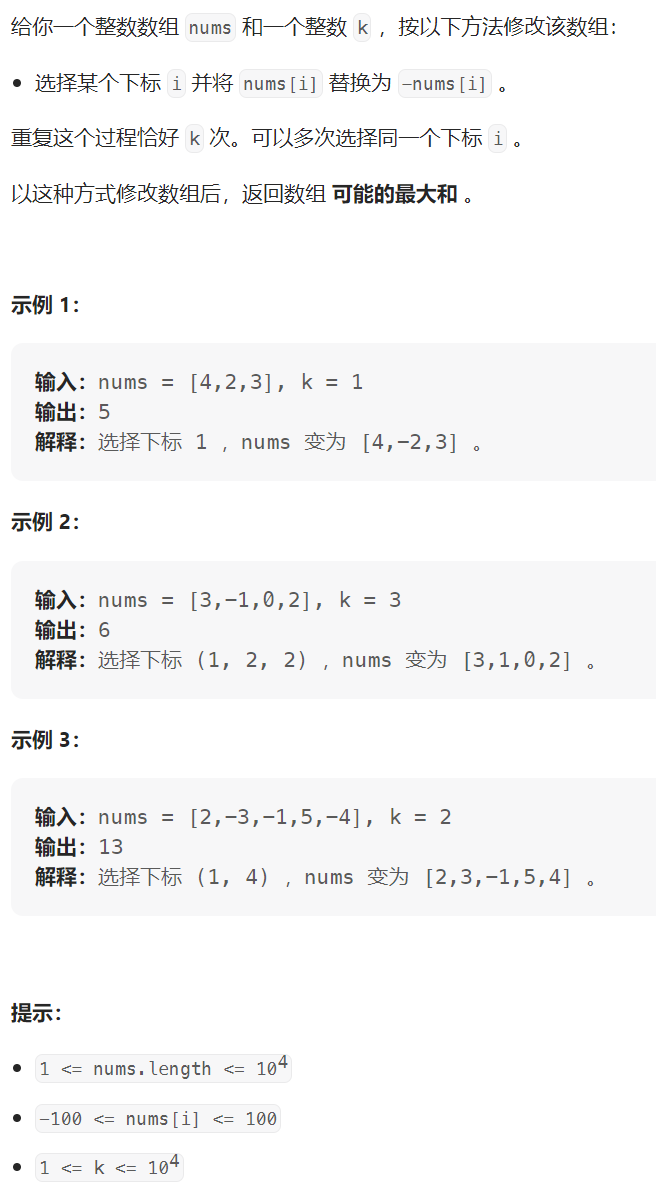 给你一个整数数组 nums 和一个整数 k ，按以下方法修改该数组：
• 选择某个下标 i 并将 nums[i] 替换为 -nums[i] 。
重复这个过程恰好 k 次。可以多次选择同一个下标 i 。
以这种方式修改数组后，返回数组 可能的最大和 。
示例 1：
输入：nums = [4,2,3], k = 1
输出：5
解释：选择下标 1 ，nums 变为 [4,-2,3] 。
示例 2：
输入：nums = [3,-1,0,2], k = 3
输出：6
解释：选择下标 (1, 2, 2) ，nums 变为 [3,1,0,2] 。
示例 3：
输入：nums = [2,-3,-1,5,-4], k = 2
输出：13
解释：选择下标 (1, 4) ，nums 变为 [2,3,-1,5,4] 。
提示：
• 1 <= nums.length <= 10⁴
• -100 <= nums[i] <= 100
• 1 <= k <= 10⁴